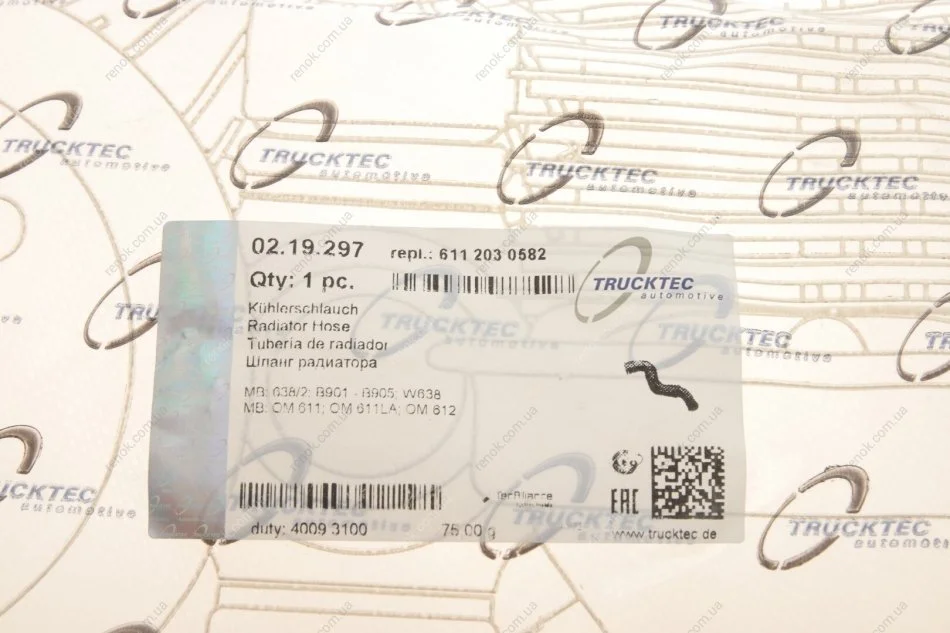 02.19.297
repl.: 611 203 0582
Qty: 1 pc.
TRUCKTEC
automotive
Kühlerschlauch
Radiator Hose
Tubería de radiador
Шланг радиатора
MB: 638/2; B901 - B905; W638
MB: OM 611; OM 611LA; OM 612
TecAlliance
EAC
duty: 4009 3100
75.00 g
www.trucktec.de
TRUCKTEC
automotive
TRUCKTEC
automotive
TRUCKTEC
automotive
TRUCKTEC
automotive
TRUCKTEC
automotive
renok.com.ua